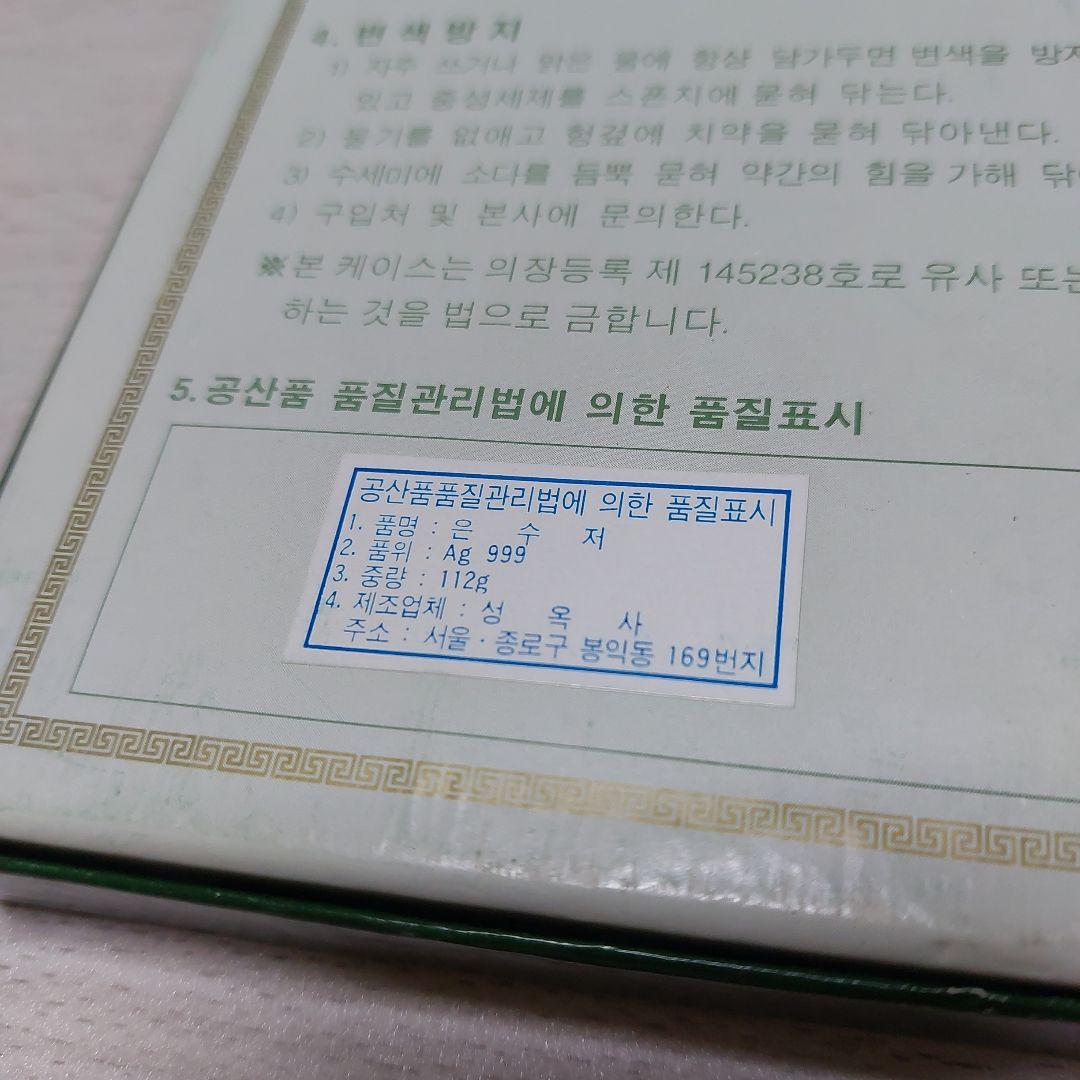 4. 변색방지
1) 자주 쓰거나 맑은 물에 항상 담가두면 변색을 방지
있고 중성세제를 스폰지에 묻혀 닦는다.
2) 물기를 없애고 헝겊에 치약을 묻혀 닦아낸다.
3) 수세미에 소다를 듬뿍 묻혀 약간의 힘을 가해
4) 구입처 및 본사에 문의한다.
※본 케이스는 의장등록 제 145238호로 유사 또는
하는 것을 법으로 금합니다.
5. 공산품 품질관리법에 의한 품질표시
공산품품질관리법에 의한 품질표시
1. 품명 : 은 수 저
2. 품위 : Ag 999
3. 중량 : 112g
4. 제조업체 : 성 옥 사
주소 : 서울·종로구 봉익동 169번지